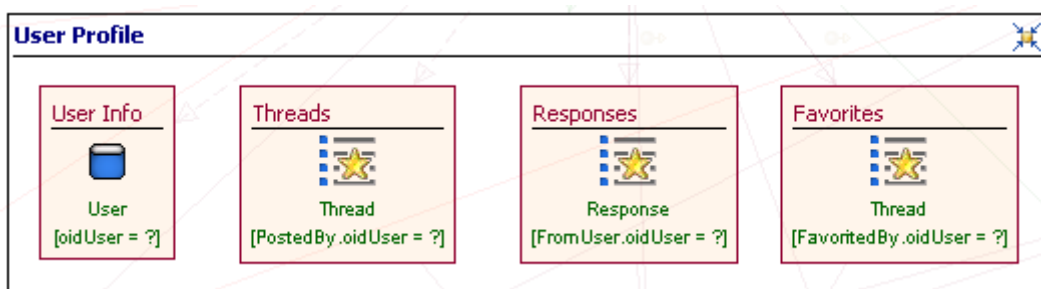 User Profile
User Info
User
[oidUser = ?]
Threads
Thread
[PostedBy.oidUser = ?]
Responses
Response
[FromUser.oidUser = ?]
Favorites
Thread
[FavoritedBy.oidUser = ?]